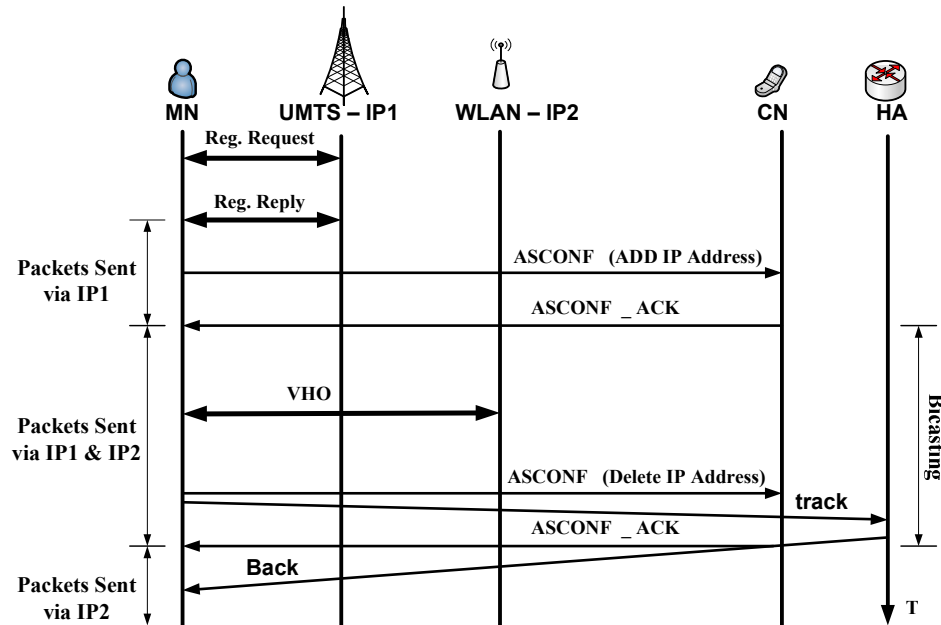 MN
UMTS – IP1
WLAN – IP2
CN
HA
Reg. Request
Reg. Reply
Packets Sent
via IP1
ASCONF (ADD IP Address)
ASCONF _ ACK
VHO
Packets Sent
via IP1 & IP2
Bicasting
ASCONF (Delete IP Address)
track
ASCONF _ ACK
Back
Packets Sent
via IP2
T